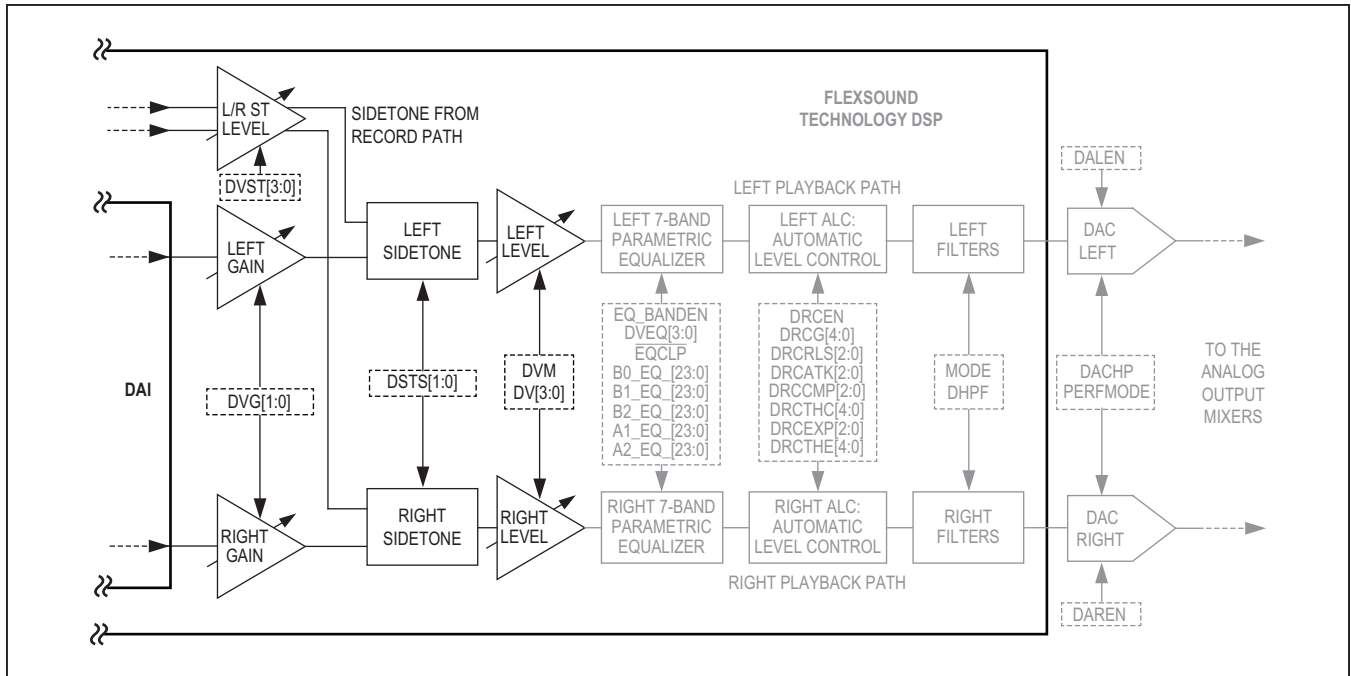 L/R ST
LEVEL
SIDETONE FROM
RECORD PATH
FLEXSOUND
TECHNOLOGY DSP
DVST[3:0]
DALEN
LEFT PLAYBACK PATH
LEFT
GAIN
LEFT
SIDETONE
LEFT
LEVEL
LEFT 7-BAND
PARAMETRIC
EQUALIZER
LEFT ALC:
AUTOMATIC
LEVEL CONTROL
LEFT
FILTERS
DAC
LEFT
DAI
DVG[1:0]
DSTS[1:0]
DVM
DV[3:0]
EQ_BANDEN
DVEQ[3:0]
EQCLP
B0_EQ_[23:0]
B1_EQ_[23:0]
B2_EQ_[23:0]
A1_EQ_[23:0]
A2_EQ_[23:0]
DRCEN
DRCG[4:0]
DRCRLS[2:0]
DRCATK[2:0]
DRCCMP[2:0]
DRCTHC[4:0]
DRCEXP[2:0]
DRCTHE[4:0]
MODE
DHPF
DACHP
PERFMODE
TO THE
ANALOG
OUTPUT
MIXERS
RIGHT
GAIN
RIGHT
SIDETONE
RIGHT
LEVEL
RIGHT 7-BAND
PARAMETRIC
EQUALIZER
RIGHT ALC:
AUTOMATIC
LEVEL CONTROL
RIGHT
FILTERS
DAC
RIGHT
RIGHT PLAYBACK PATH
DAREN